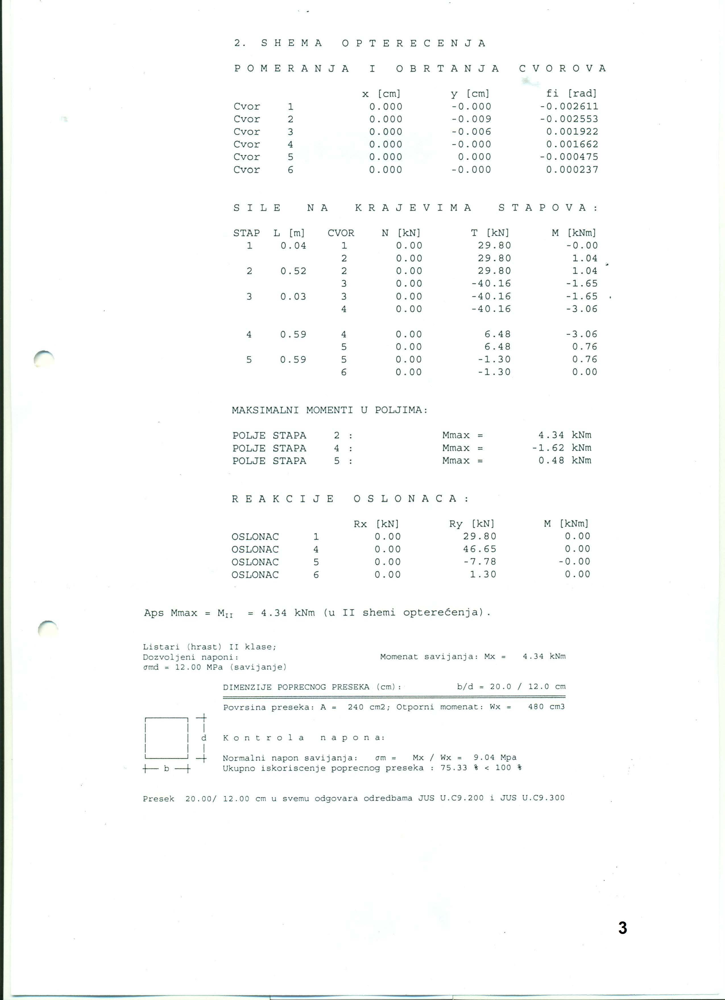 2. S H E M A O P T E R E C E N J A
P O M E R A N J A I O B R T A N J A C V O R O V A
x [cm] y [cm] fi [rad]
Cvor 1 0.000 -0.000 -0.002611
Cvor 2 0.000 -0.009 -0.002553
Cvor 3 0.000 -0.006 0.001922
Cvor 4 0.000 -0.000 0.001662
Cvor 5 0.000 0.000 -0.000475
Cvor 6 0.000 -0.000 0.000237
S I L E N A K R A J E V I M A S T A P O V A :
STAP L [m] CVOR N [kN] T [kN] M [kNm]
1 0.04 1 0.00 29.80 -0.00
2 0.00 29.80 1.04
2 0.52 2 0.00 29.80 1.04
3 0.00 -40.16 -1.65
3 0.03 3 0.00 -40.16 -1.65
4 0.00 -40.16 -3.06
4 0.59 4 0.00 6.48 -3.06
5 0.00 6.48 0.76
5 0.59 5 0.00 -1.30 0.76
6 0.00 -1.30 0.00
MAKSIMALNI MOMENTI U POLJIMA:
POLJE STAPA 2 : Mmax = 4.34 kNm
POLJE STAPA 4 : Mmax = -1.62 kNm
POLJE STAPA 5 : Mmax = 0.48 kNm
R E A K C I J E O S L O N A C A :
Rx [kN] Ry [kN] M [kNm]
OSLONAC 1 0.00 29.80 0.00
OSLONAC 4 0.00 46.65 0.00
OSLONAC 5 0.00 -7.78 -0.00
OSLONAC 6 0.00 1.30 0.00
Aps Mmax = MII = 4.34 kNm (u II shemi opterećenja).
Listari (hrast) II klase;
Dozvoljeni naponi: Momenat savijanja: Mx = 4.34 kNm
σmd = 12.00 MPa (savijanje)
DIMENZIJE POPRECNOG PRESEKA (cm): b/d = 20.0 / 12.0 cm
Povrsina preseka: A = 240 cm2; Otporni momenat: Wx = 480 cm3
d K o n t r o l a n a p o n a:
Normalni napon savijanja: σm = Mx / Wx = 9.04 Mpa
b Ukupno iskoriscenje poprecnog preseka : 75.33 % < 100 %
Presek 20.00/ 12.00 cm u svemu odgovara odredbama JUS U.C9.200 i JUS U.C9.300
3